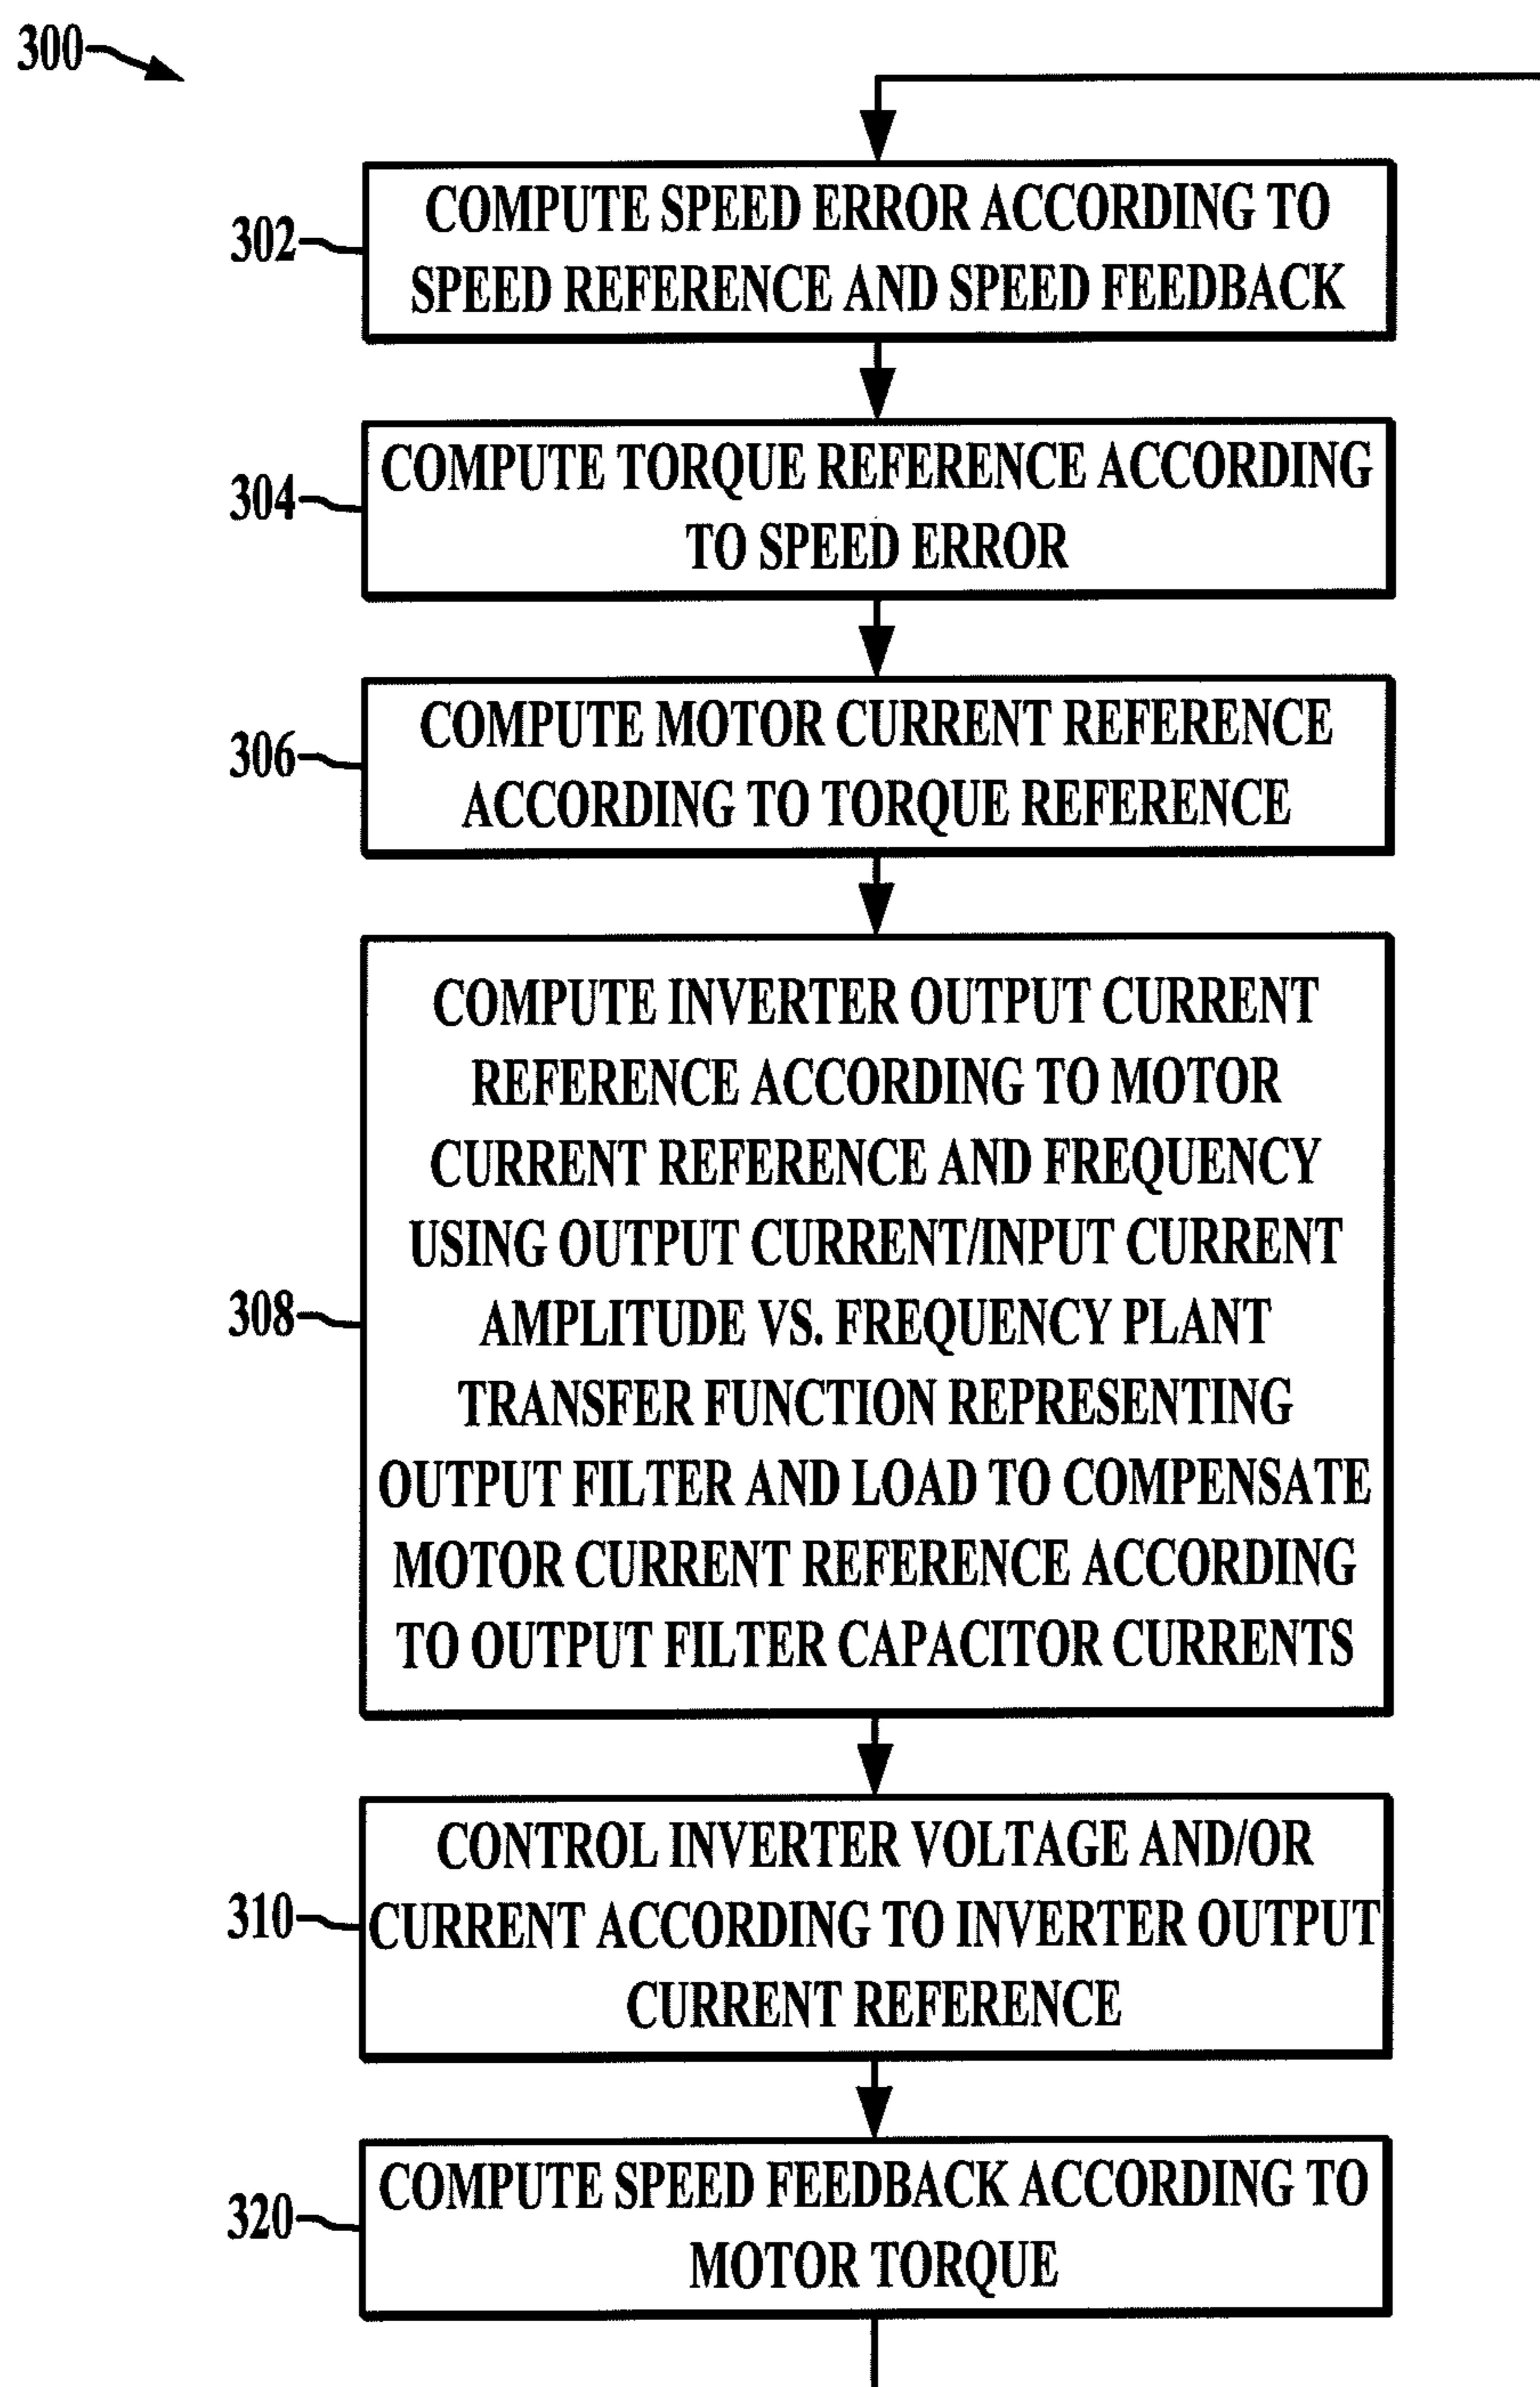 300
302
COMPUTE SPEED ERROR ACCORDING TO
SPEED REFERENCE AND SPEED FEEDBACK
304
COMPUTE TORQUE REFERENCE ACCORDING
TO SPEED ERROR
306
COMPUTE MOTOR CURRENT REFERENCE
ACCORDING TO TORQUE REFERENCE
308
COMPUTE INVERTER OUTPUT CURRENT
REFERENCE ACCORDING TO MOTOR
CURRENT REFERENCE AND FREQUENCY
USING OUTPUT CURRENT/INPUT CURRENT
AMPLITUDE VS. FREQUENCY PLANT
TRANSFER FUNCTION REPRESENTING
OUTPUT FILTER AND LOAD TO COMPENSATE
MOTOR CURRENT REFERENCE ACCORDING
TO OUTPUT FILTER CAPACITOR CURRENTS
310
CONTROL INVERTER VOLTAGE AND/OR
CURRENT ACCORDING TO INVERTER OUTPUT
CURRENT REFERENCE
320
COMPUTE SPEED FEEDBACK ACCORDING TO
MOTOR TORQUE